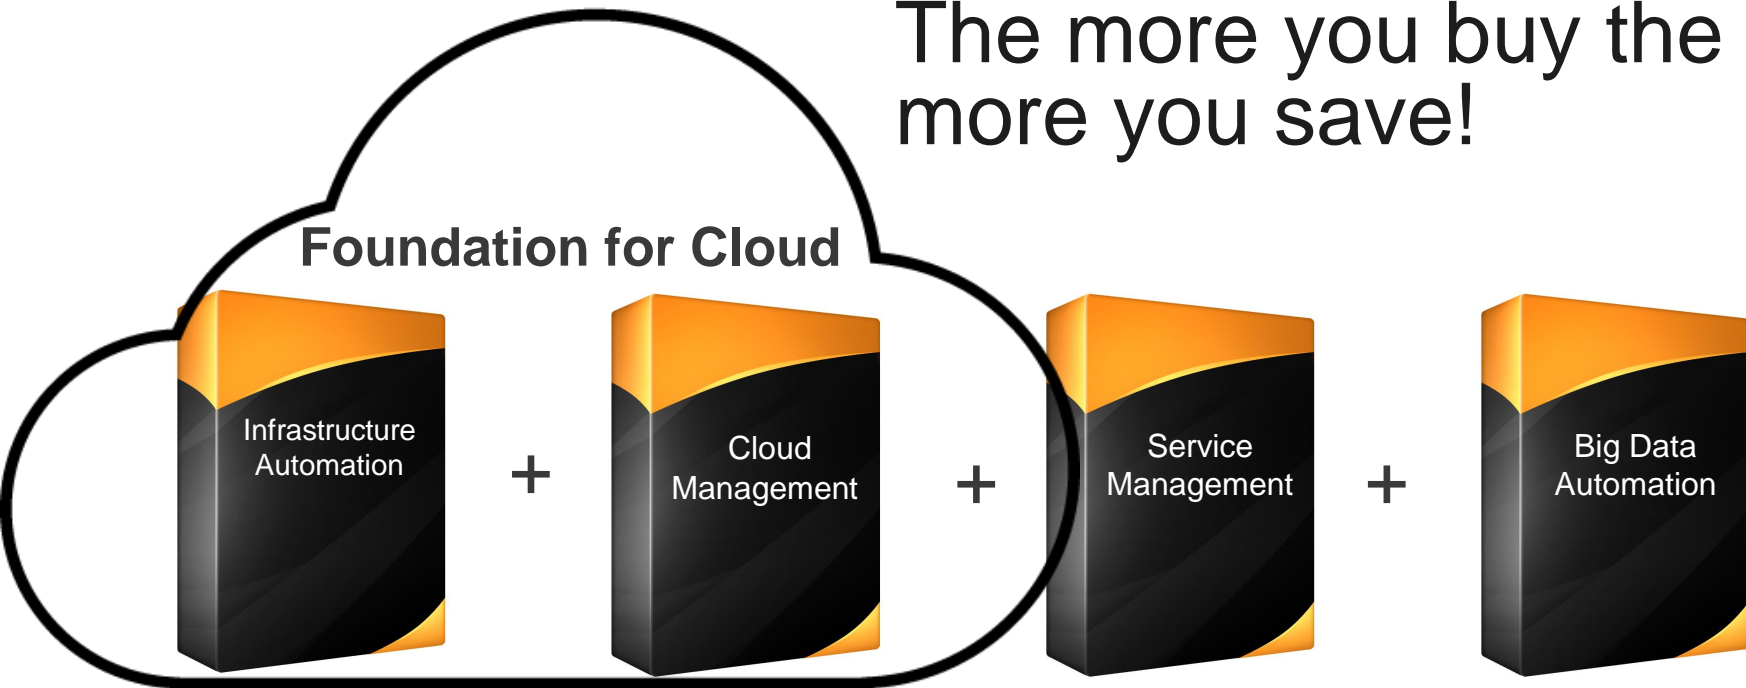 The more you buy the
more you save!
Foundation for Cloud
Infrastructure
Automation
+
Cloud
Management
+
Service
Management
+
Big Data
Automation